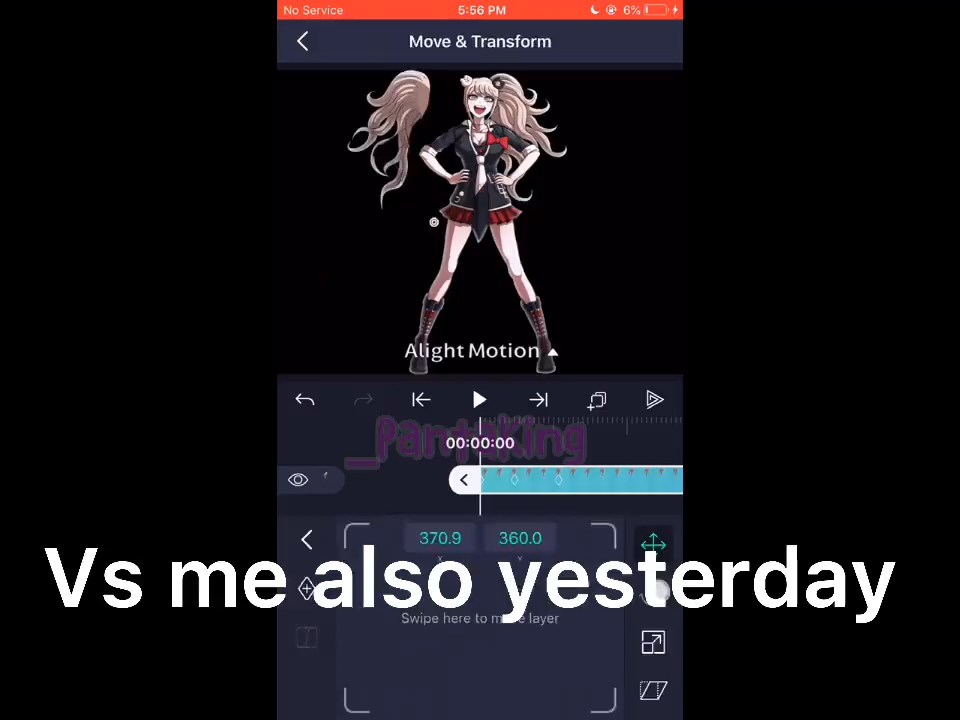 No Service
5:56 PM
6%
Move & Transform
Alight Motion
_Pantaking
00:00:00
370.9
360.0
X
Y
Vs me also yesterday
Swipe here to move layer